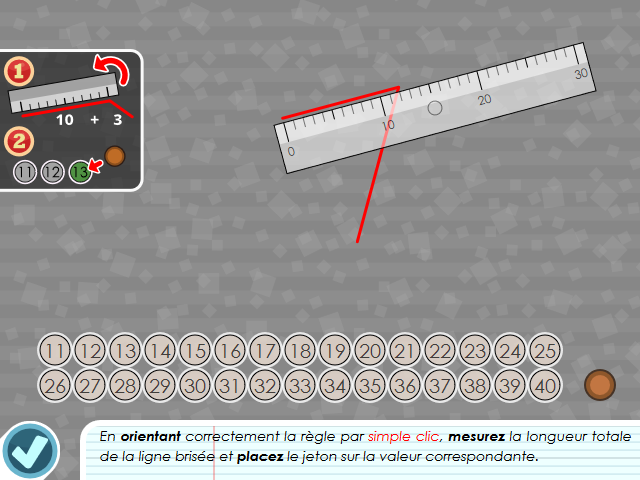 1
10 + 3
2
11 12 13
0 10 20 30
11 12 13 14 15 16 17 18 19 20 21 22 23 24 25
26 27 28 29 30 31 32 33 34 35 36 37 38 39 40
En orientant correctement la règle par simple clic, mesurez la longueur totale
de la ligne brisée et placez le jeton sur la valeur correspondante.